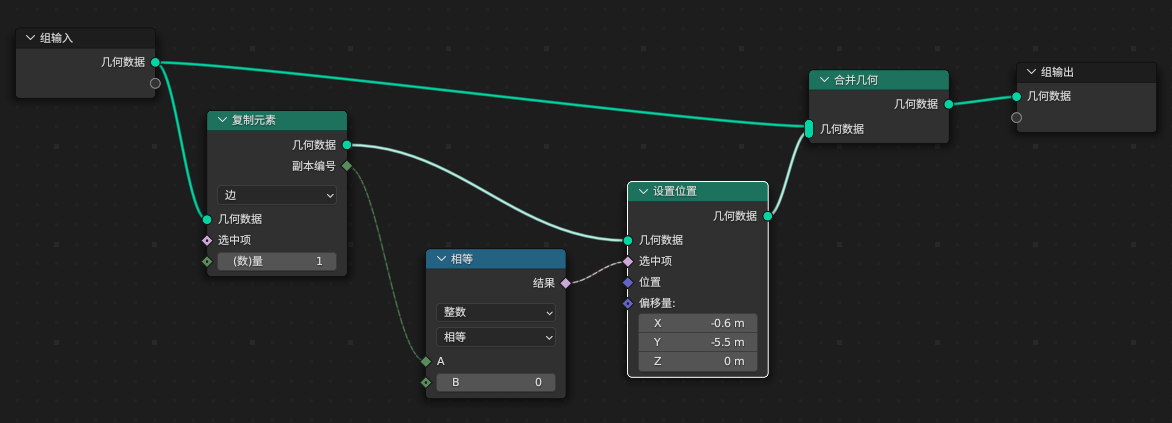 组输入
几何数据
复制元素
几何数据
副本编号
边
几何数据
选中项
(数)量 1
相等
结果
整数
相等
A
B 0
设置位置
几何数据
几何数据
选中项
位置
偏移量:
X -0.6 m
Y -5.5 m
Z 0 m
合并几何
几何数据
几何数据
组输出
几何数据